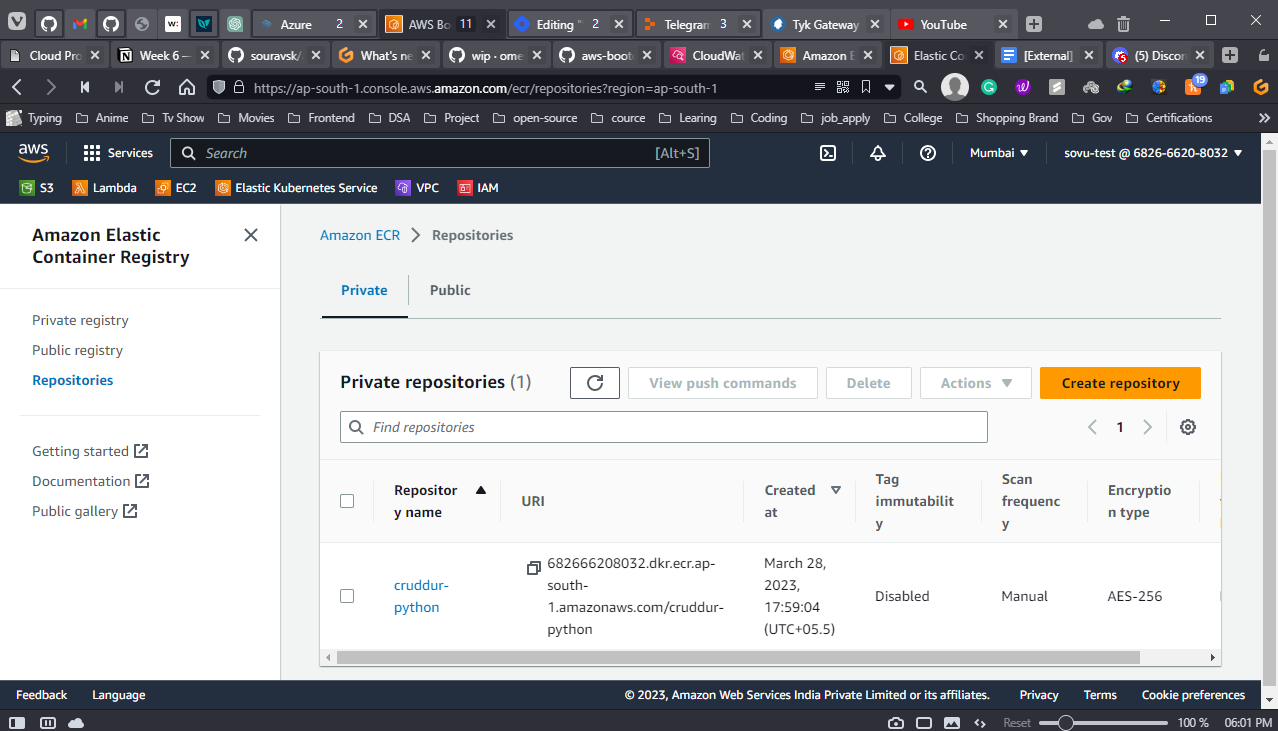 Azure 2
AWS Bo 11
Editing " 2
Telegram 3
Tyk Gateway
YouTube
Cloud Pro
Week 6 —
souravsk/
What's ne
wip · ome
aws-boot
CloudWat
Amazon E
Elastic Co
[External]
(5) Discor
https://ap-south-1.console.aws.amazon.com/ecr/repositories?region=ap-south-1
19
Typing Anime Tv Show Movies Frontend DSA Project open-source cource Learing Coding job_apply College Shopping Brand Gov Certifications
aws Services Search [Alt+S] Mumbai sovu-test @ 6826-6620-8032
S3 Lambda EC2 Elastic Kubernetes Service VPC IAM
Amazon Elastic
Container Registry
Private registry
Public registry
Repositories
Getting started
Documentation
Public gallery
Amazon ECR Repositories
Private Public
Private repositories (1) View push commands Delete Actions Create repository
Find repositories 1
Repositor
y name
URI
Created
at
Tag
immutabilit
y
Scan
frequenc
y
Encryptio
n type
cruddur-
python
682666208032.dkr.ecr.ap-
south-
1.amazonaws.com/cruddur-
python
March 28,
2023,
17:59:04
(UTC+05.5)
Disabled
Manual
AES-256
Feedback Language © 2023, Amazon Web Services India Private Limited or its affiliates. Privacy Terms Cookie preferences
Reset 100 % 06:01 PM